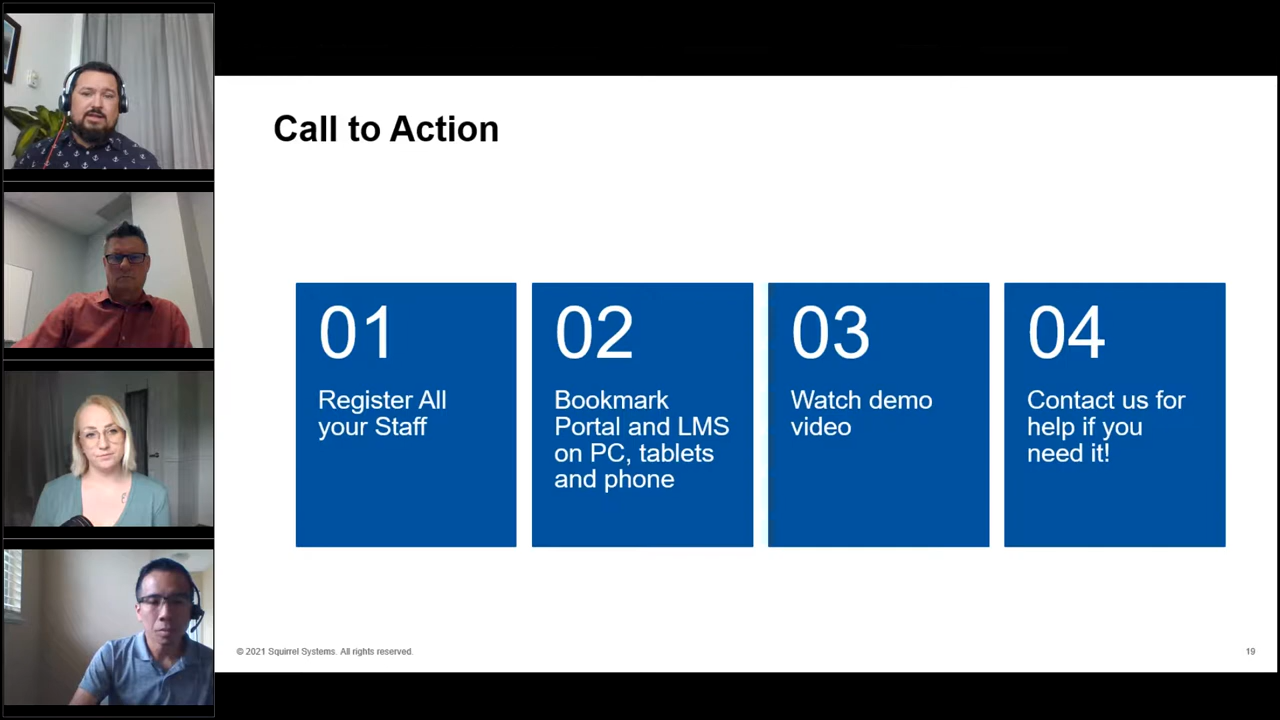 Call to Action
01
Register All
your Staff
02
Bookmark
Portal and LMS
on PC, tablets
and phone
03
Watch demo
video
04
Contact us for
help if you
need it!
© 2021 Squirrel Systems. All rights reserved.
19